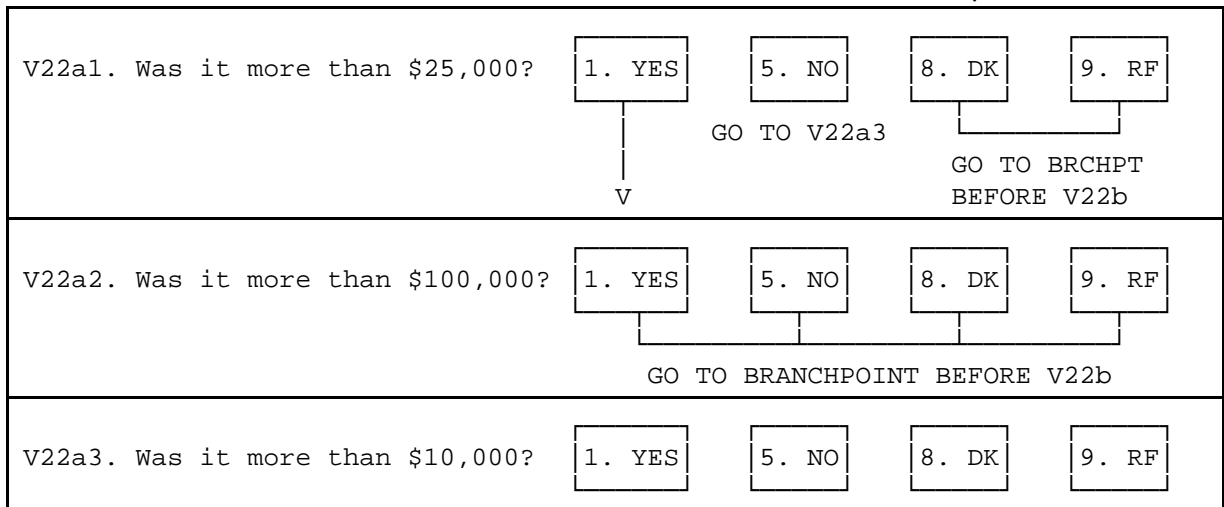 V22a1. Was it more than $25,000? 1. YES 5. NO 8. DK 9. RF
GO TO V22a3
GO TO BRCHPT
V BEFORE V22b
V22a2. Was it more than $100,000? 1. YES 5. NO 8. DK 9. RF
GO TO BRANCHPOINT BEFORE V22b
V22a3. Was it more than $10,000? 1. YES 5. NO 8. DK 9. RF